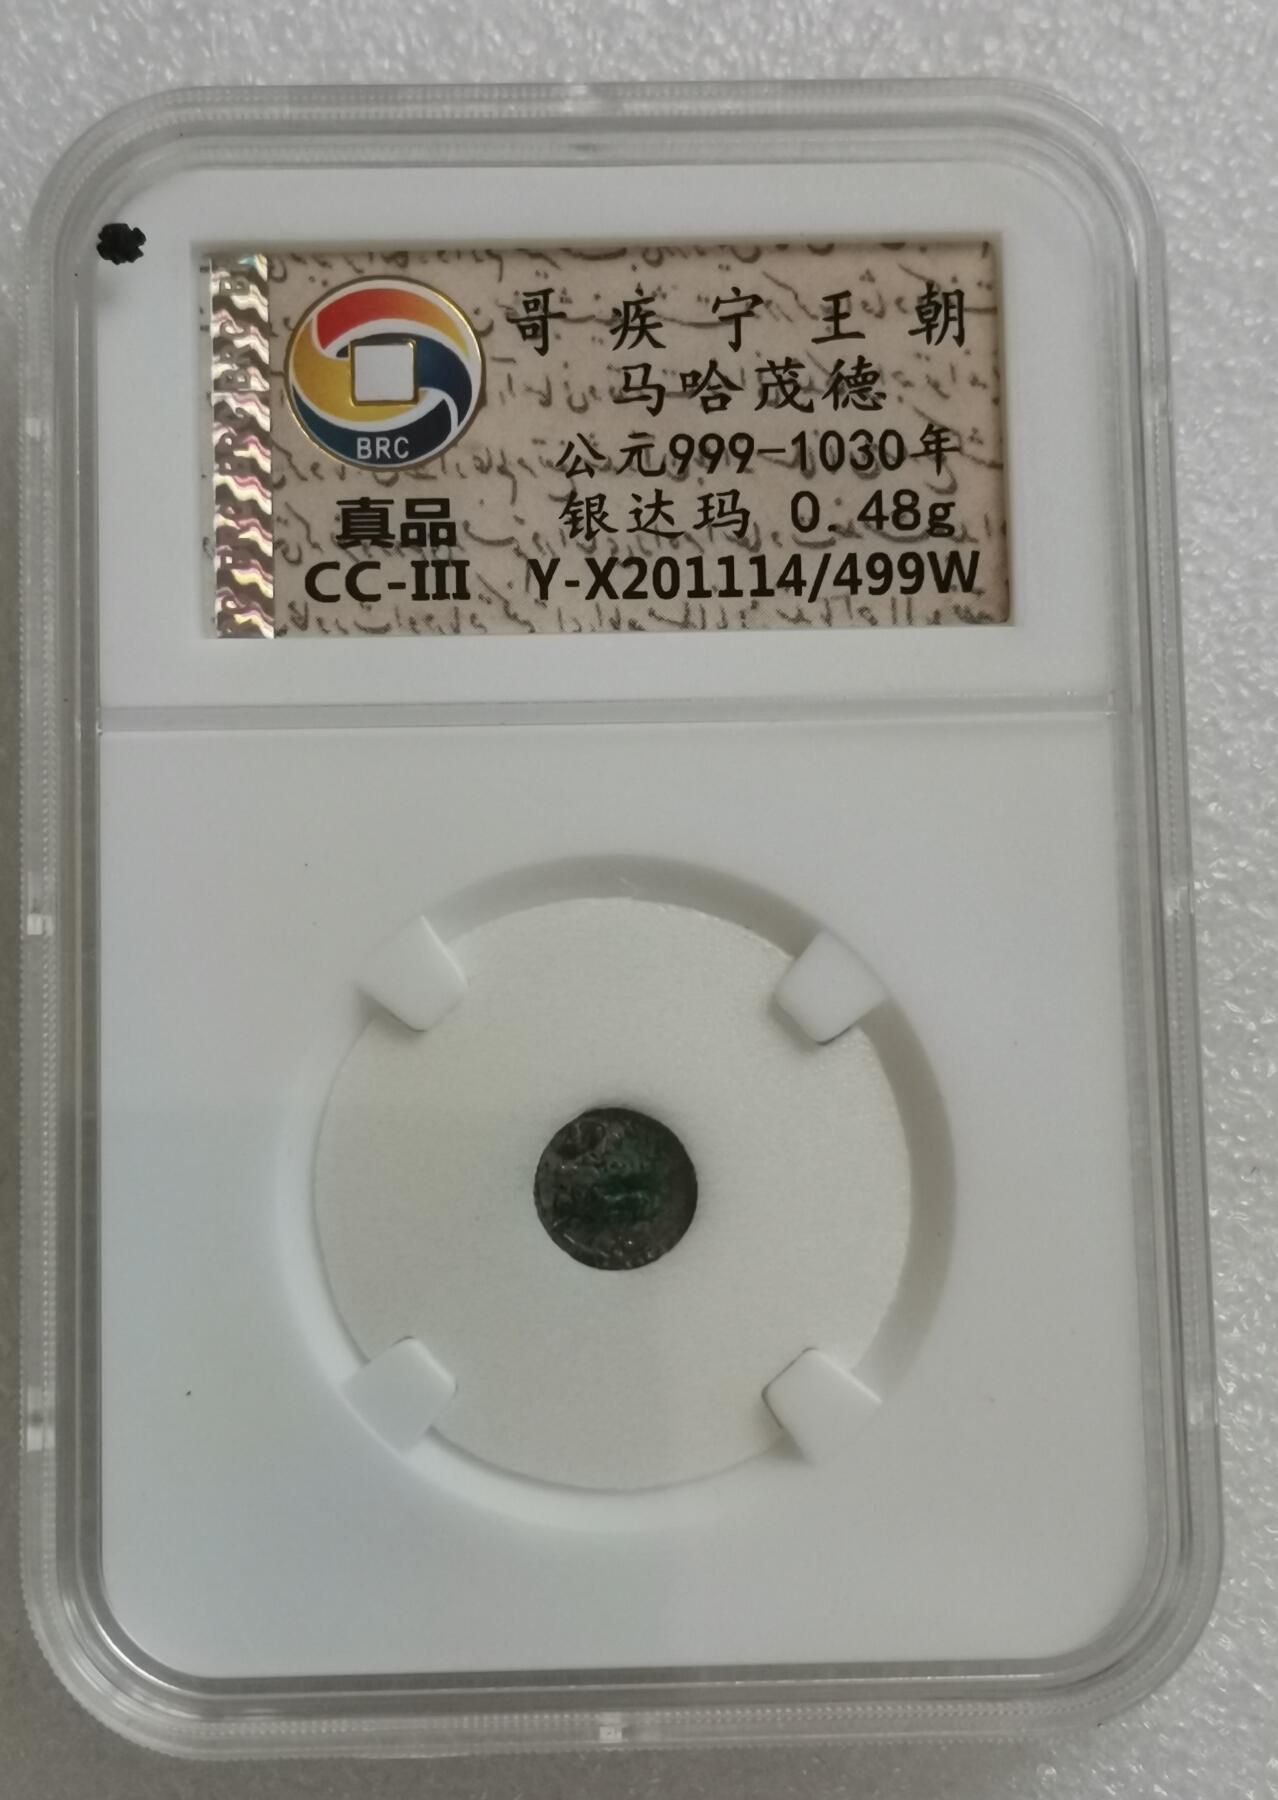 哥疾宁王朝
马哈茂德
公元999-1030年
银达玛 0.48g
BRC
真品
CC-III Y-X201114/499W